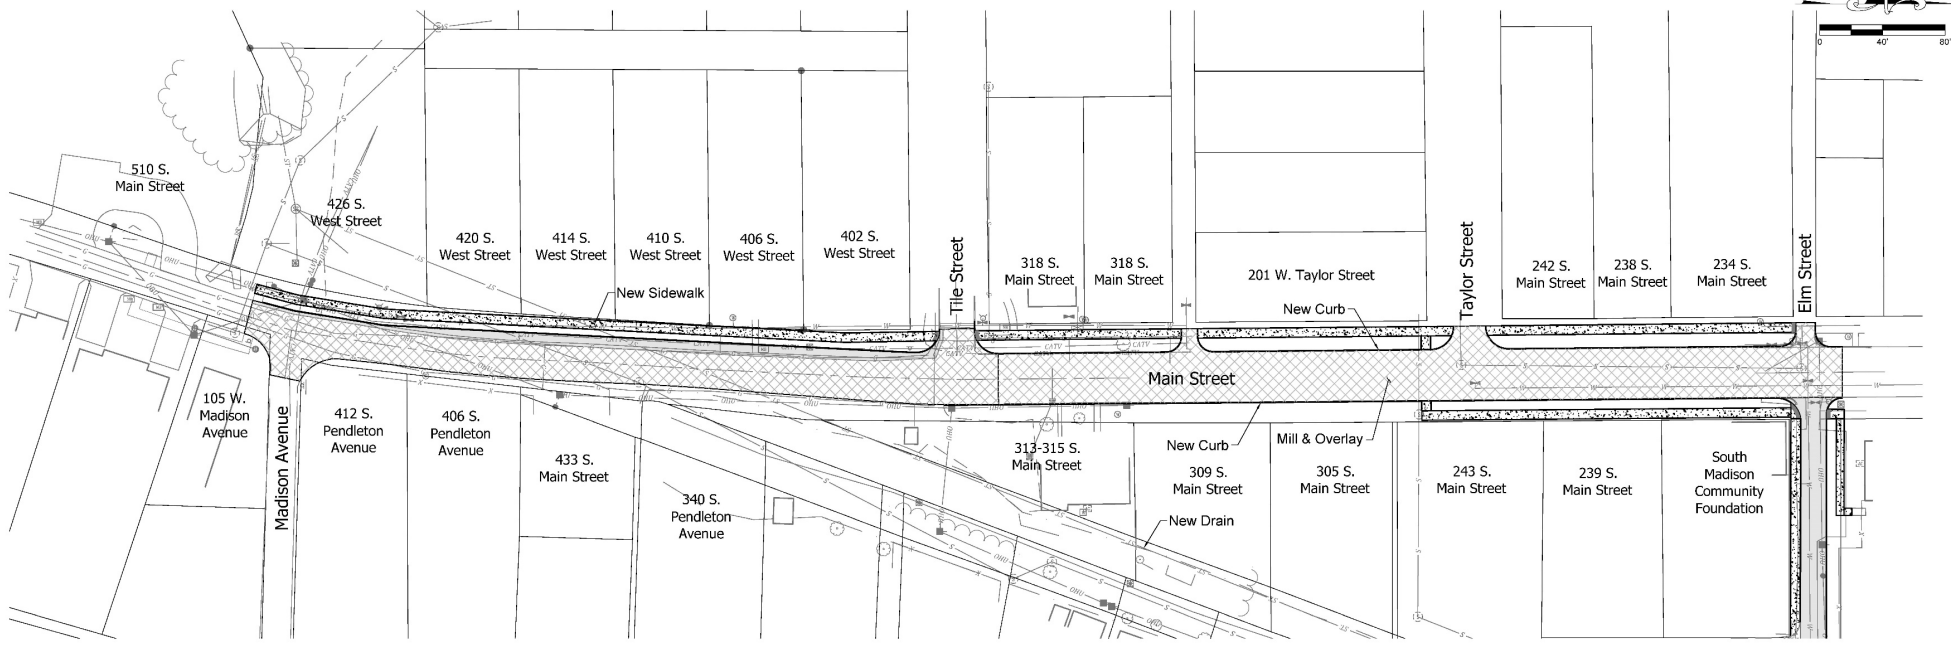 0
40'
80'
510 S.
Main Street
426 S.
West Street
420 S.
West Street
414 S.
West Street
410 S.
West Street
406 S.
West Street
402 S.
West Street
Tile Street
318 S.
Main Street
318 S.
Main Street
201 W. Taylor Street
Taylor Street
242 S.
Main Street
238 S.
Main Street
234 S.
Main Street
Elm Street
New Sidewalk
New Curb
Main Street
105 W.
Madison
Avenue
Madison Avenue
412 S.
Pendleton
Avenue
406 S.
Pendleton
Avenue
433 S.
Main Street
340 S.
Pendleton
Avenue
313-315 S.
Main Street
New Curb
Mill & Overlay
309 S.
Main Street
305 S.
Main Street
243 S.
Main Street
239 S.
Main Street
South
Madison
Community
Foundation
New Drain